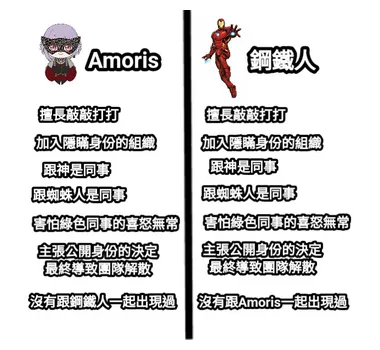 Amoris
擅長敲敲打打
加入隱瞞身份的組織
跟神是同事
跟蜘蛛人是同事
害怕綠色同事的喜怒無常
主張公開身份的決定
最終導致團隊解散
沒有跟鋼鐵人一起出現過
鋼鐵人
擅長敲敲打打
加入隱瞞身份的組織
跟神是同事
跟蜘蛛人是同事
害怕綠色同事的喜怒無常
主張公開身份的決定
最終導致團隊解散
沒有跟Amoris一起出現過